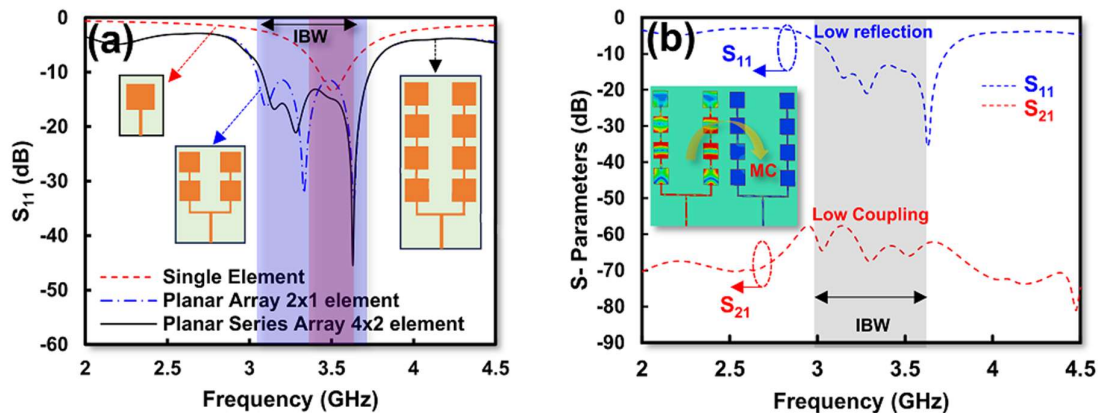 (a)
IBW
0
-10
-20
-30
-40
-50
-60
S11 (dB)
Single Element
Planar Array 2x1 element
Planar Series Array 4x2 element
2 2.5 3 3.5 4 4.5
Frequency (GHz)
(b)
Low reflection
S11
S11
S21
MC
Low Coupling
S21
IBW
0
-10
-20
-30
-40
-50
-60
-70
-80
-90
S- Parameters (dB)
2 2.5 3 3.5 4 4.5
Frequency (GHz)